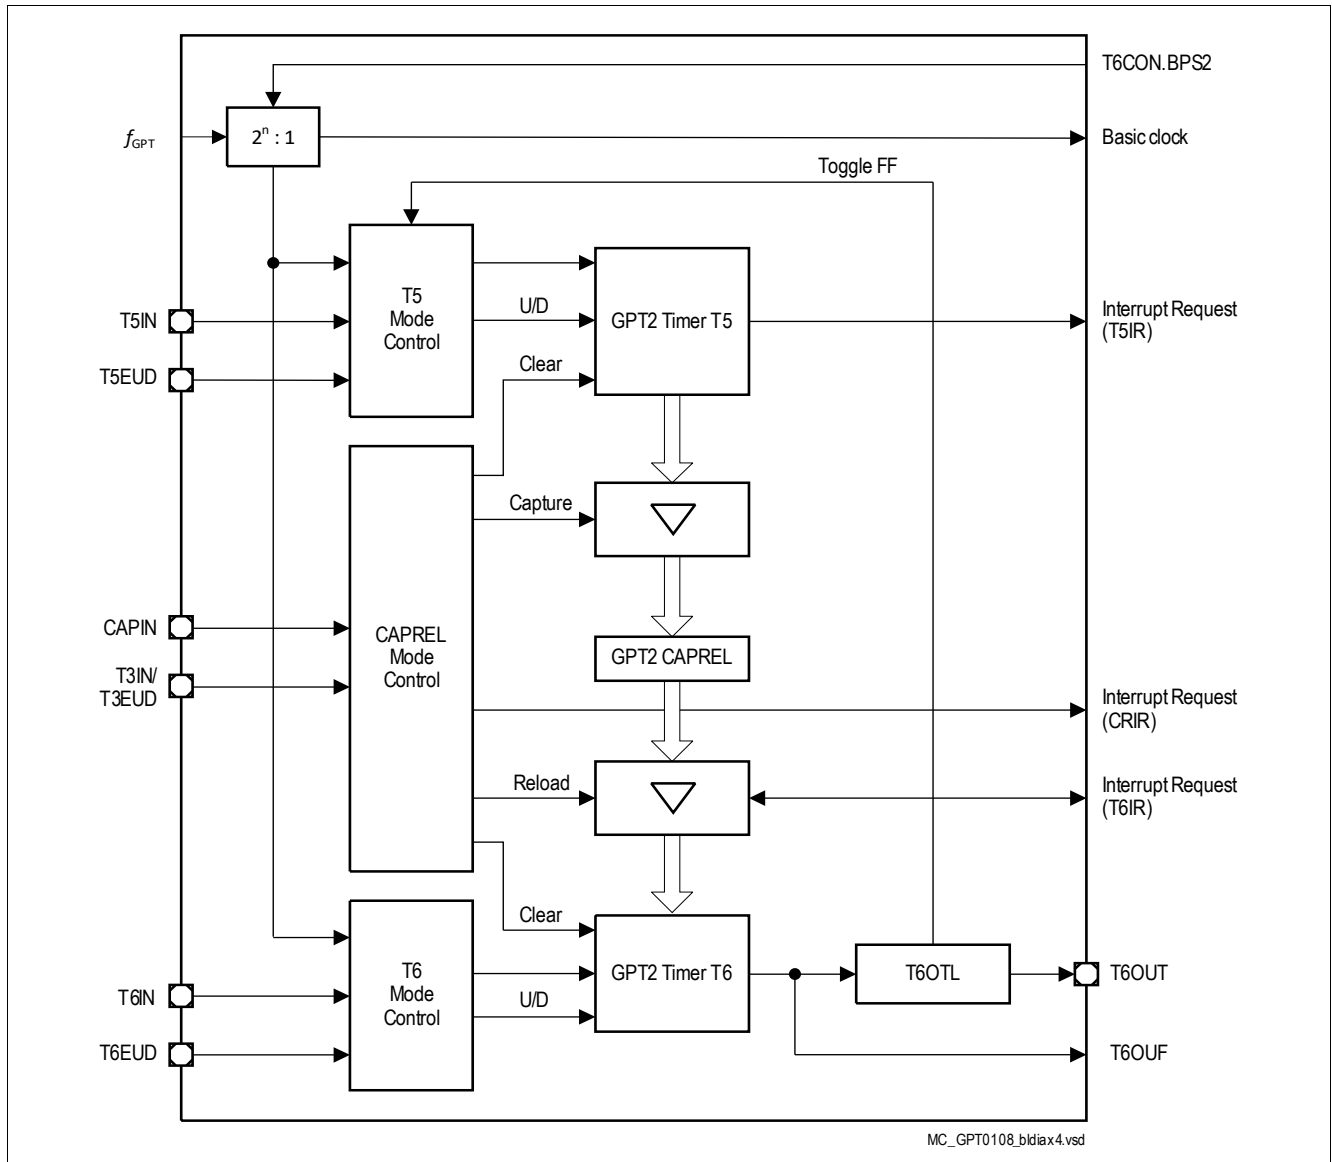 T6CON.BPS2
fGPT
2n : 1
Basic clock
Toggle FF
T5
Mode
Control
U/D
GPT2 Timer T5
Clear
T5IN
T5EUD
Interrupt Request
(T5IR)
Capture
CAPIN
T3IN/
T3EUD
CAPREL
Mode
Control
GPT2 CAPREL
Interrupt Request
(CRIR)
Reload
Interrupt Request
(T6IR)
Clear
T6
Mode
Control
U/D
GPT2 Timer T6
T6OTL
T6OUT
T6IN
T6EUD
T6OUF
MC_GPT0108_bldiax4.vsd